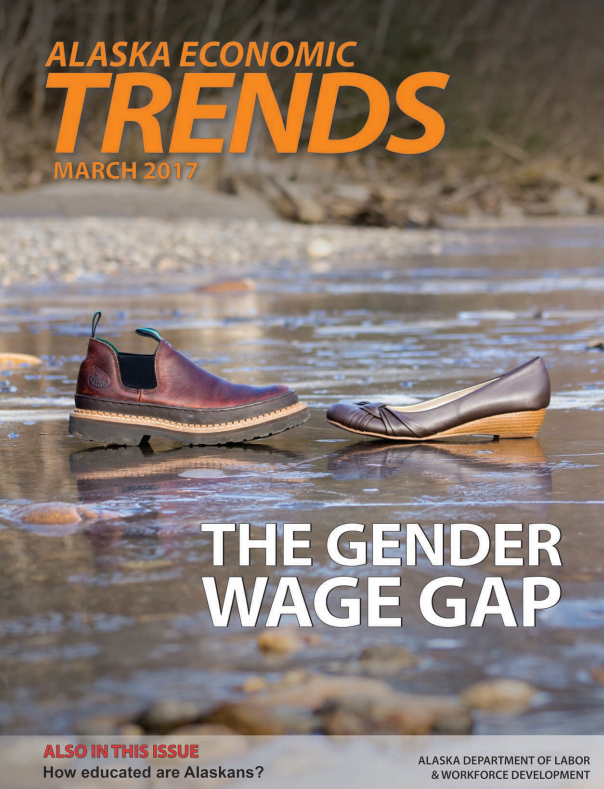 ALASKA ECONOMIC
TRENDS
MARCH 2017
THE GENDER
WAGE GAP
ALSO IN THIS ISSUE
How educated are Alaskans?
ALASKA DEPARTMENT OF LABOR
& WORKFORCE DEVELOPMENT